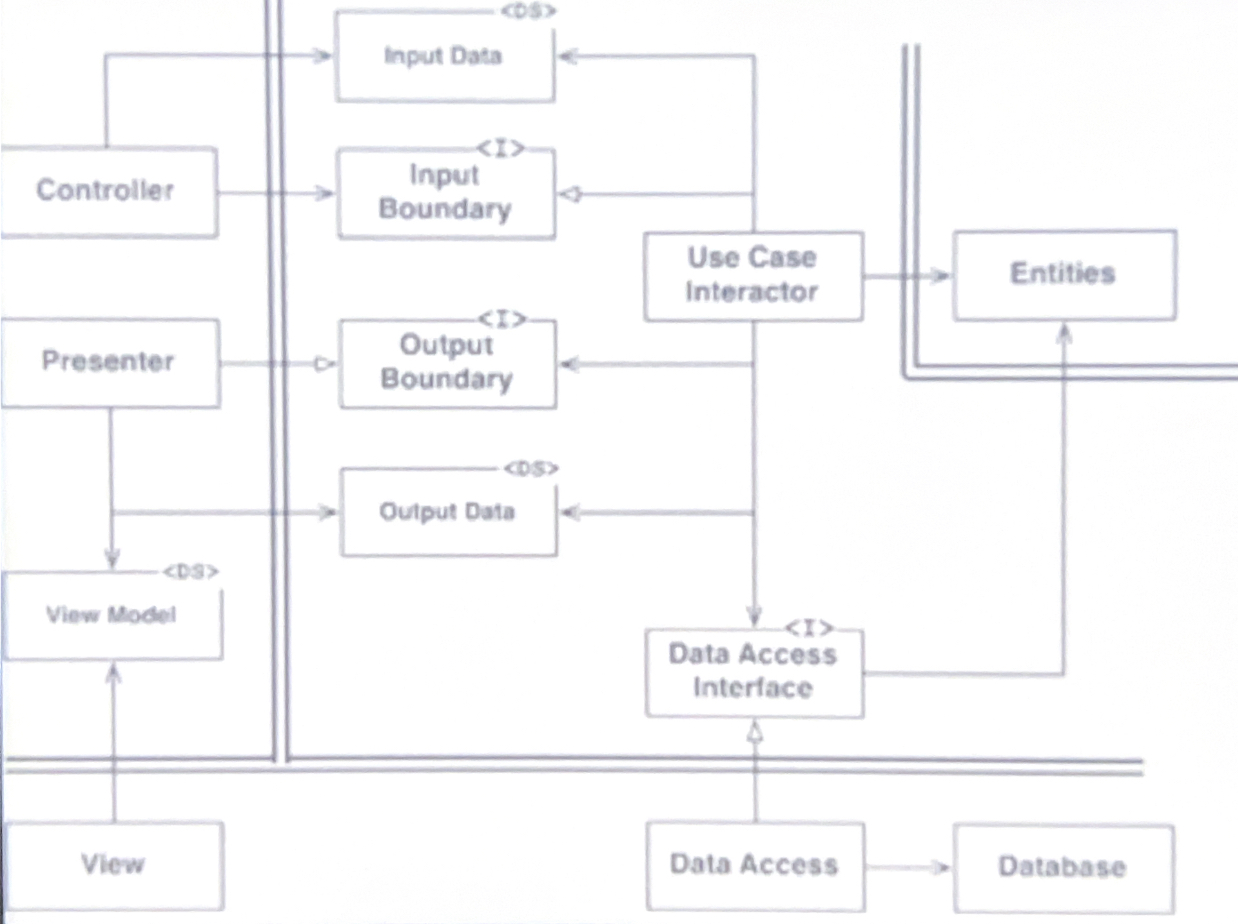 <DS>
Input Data
<I>
Controller
Input
Boundary
Use Case
Interactor
Entities
<I>
Presenter
Output
Boundary
<DS>
Output Data
<DS>
View Model
<I>
Data Access
Interface
View
Data Access
Database